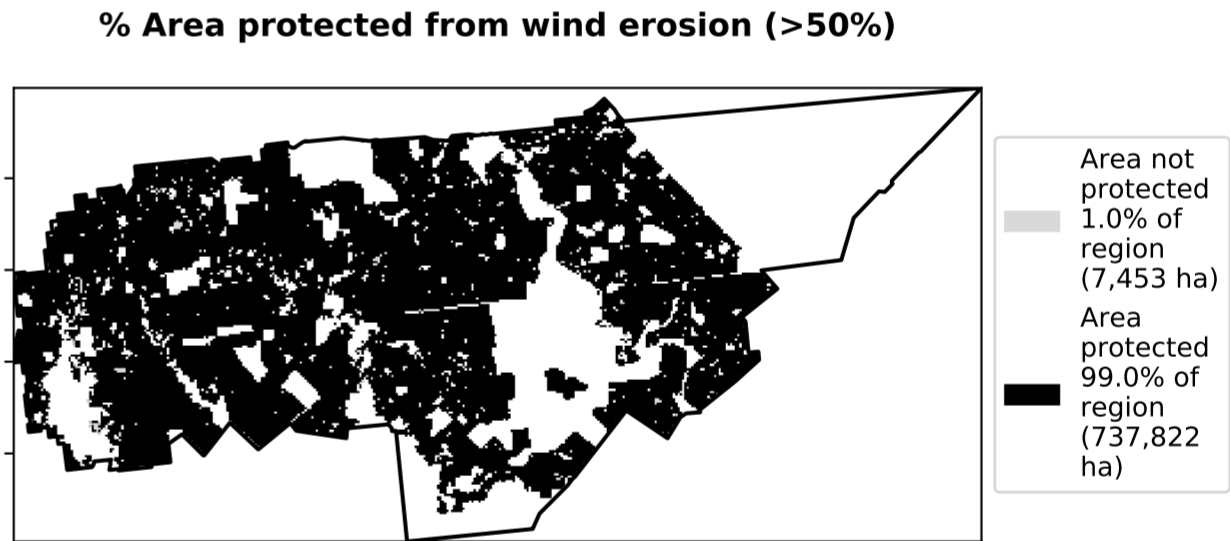 % Area protected from wind erosion (>50%)
Area not
protected
1.0% of
region
(7,453 ha)
Area
protected
99.0% of
region
(737,822
ha)